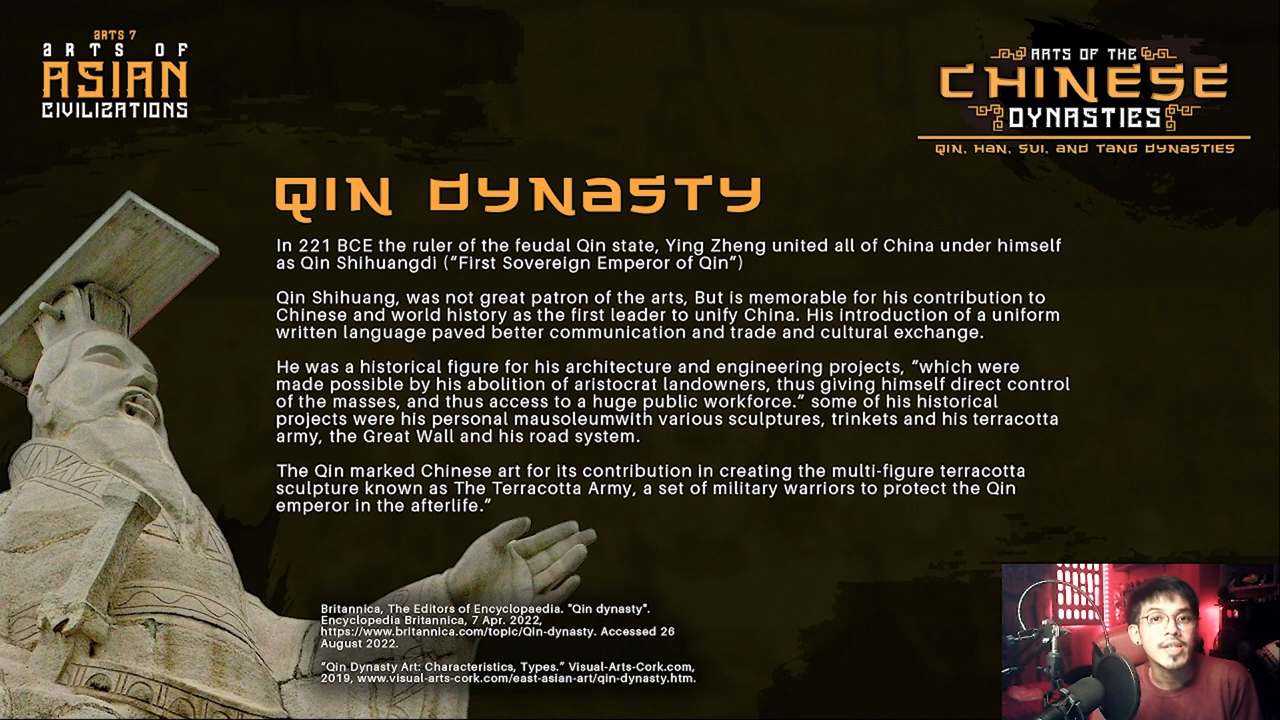 ARTS 7
ARTS OF
ASIAN
CIVILIZATIONS
ARTS OF THE
CHINESE
DYNASTIES
QIN, HAN, SUI, AND TANG DYNASTIES
QIN DYNASTY
In 221 BCE the ruler of the feudal Qin state, Ying Zheng united all of China under himself
as Qin Shihuangdi (“First Sovereign Emperor of Qin”)
Qin Shihuang, was not great patron of the arts, But is memorable for his contribution to
Chinese and world history as the first leader to unify China. His introduction of a uniform
written language paved better communication and trade and cultural exchange.
He was a historical figure for his architecture and engineering projects, “which were
made possible by his abolition of aristocrat landowners, thus giving himself direct control
of the masses, and thus access to a huge public workforce.” some of his historical
projects were his personal mausoleumwith various sculptures, trinkets and his terracotta
army, the Great Wall and his road system.
The Qin marked Chinese art for its contribution in creating the multi-figure terracotta
sculpture known as The Terracotta Army, a set of military warriors to protect the Qin
emperor in the afterlife.”
Britannica, The Editors of Encyclopaedia. "Qin dynasty".
Encyclopedia Britannica, 7 Apr. 2022,
https://www.britannica.com/topic/Qin-dynasty. Accessed 26
August 2022.
“Qin Dynasty Art: Characteristics, Types.” Visual-Arts-Cork.com,
2019, www.visual-arts-cork.com/east-asian-art/qin-dynasty.htm.